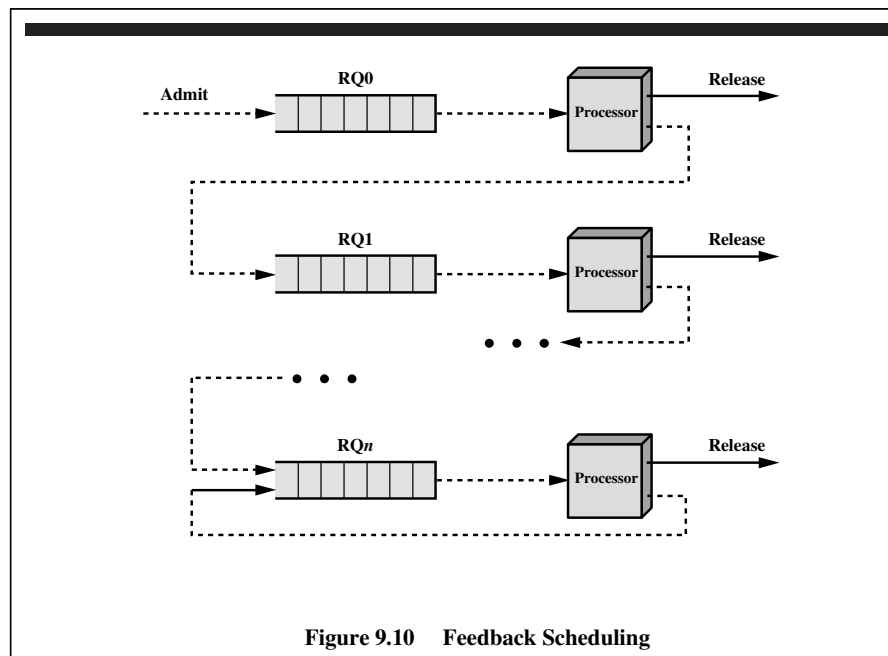 RQ0
Admit
Processor
Release
RQ1
Processor
Release
RQn
Processor
Release
Figure 9.10 Feedback Scheduling